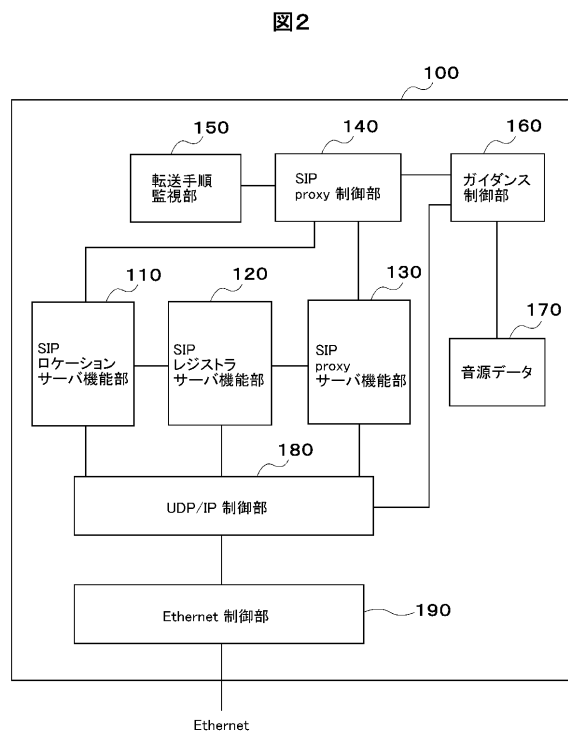 図2
100
150
転送手順
監視部
140
SIP
proxy 制御部
160
ガイダンス
制御部
110
SIP
ロケーション
サーバ機能部
120
SIP
レジストラ
サーバ機能部
130
SIP
proxy
サーバ機能部
170
音源データ
180
UDP/IP 制御部
Ethernet 制御部
190
Ethernet